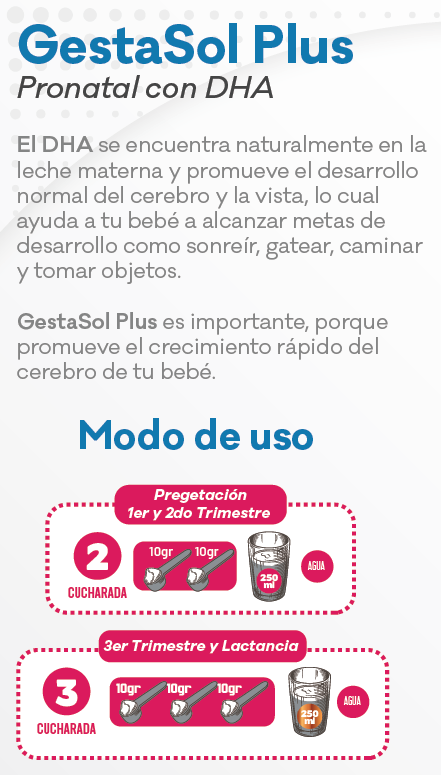 GestaSol Plus
Pronatal con DHA
El DHA se encuentra naturalmente en la
leche materna y promueve el desarrollo
normal del cerebro y la vista, lo cual
ayuda a tu bebé a alcanzar metas de
desarrollo como sonreír, gatear, caminar
y tomar objetos.
GestaSol Plus es importante, porque
promueve el crecimiento rápido del
cerebro de tu bebé.
Modo de uso
Pregetación
1er y 2do Trimestre
2
CUCHARADA
10gr 10gr
250
ml
AGUA
3er Trimestre y Lactancia
3
CUCHARADA
10gr 10gr 10gr
250
ml
AGUA